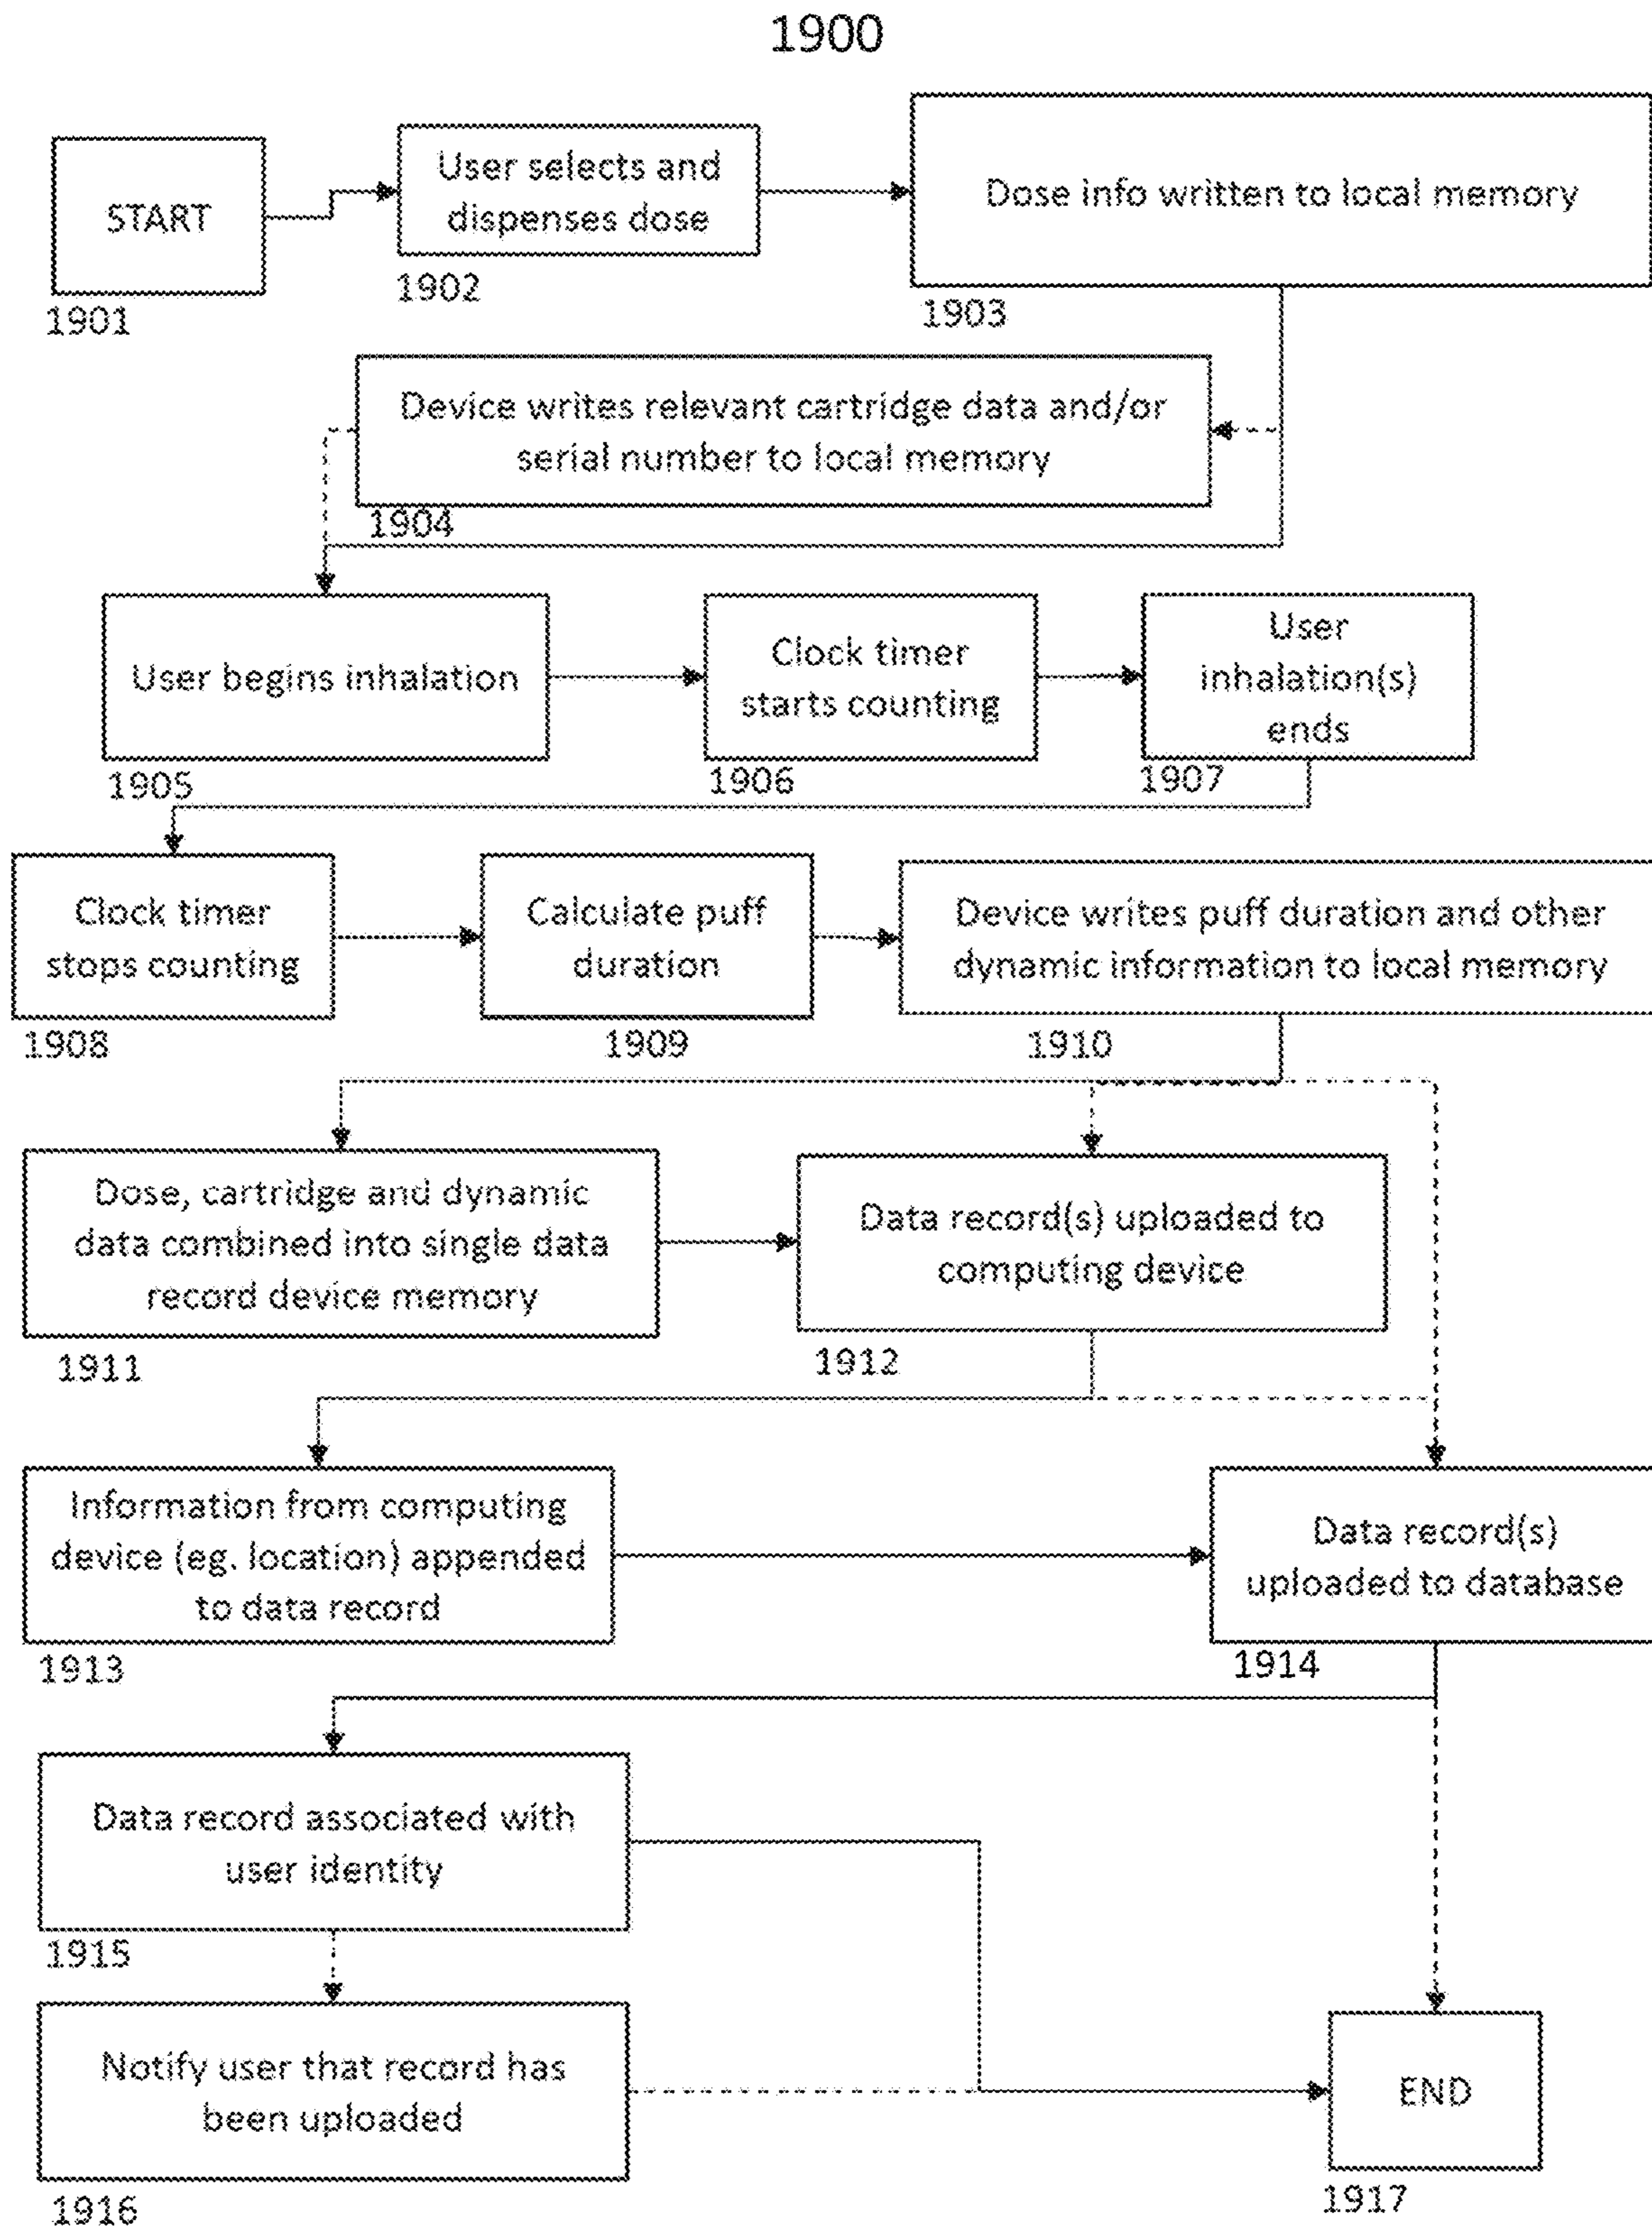 1900
START
1901
User selects and
dispenses dose
1902
Dose info written to local memory
1903
Device writes relevant cartridge data and/or
serial number to local memory
1904
User begins inhalation
1905
Clock timer
starts counting
1906
User
inhalation(s)
ends
1907
Clock timer
stops counting
1908
Calculate puff
duration
1909
Device writes puff duration and other
dynamic information to local memory
1910
Dose, cartridge and dynamic
data combined into single data
record device memory
1911
Data record(s) uploaded to
computing device
1912
Information from computing
device (eg. location) appended
to data record
1913
Data record(s)
uploaded to database
1914
Data record associated with
user identity
1915
Notify user that record has
been uploaded
1916
END
1917